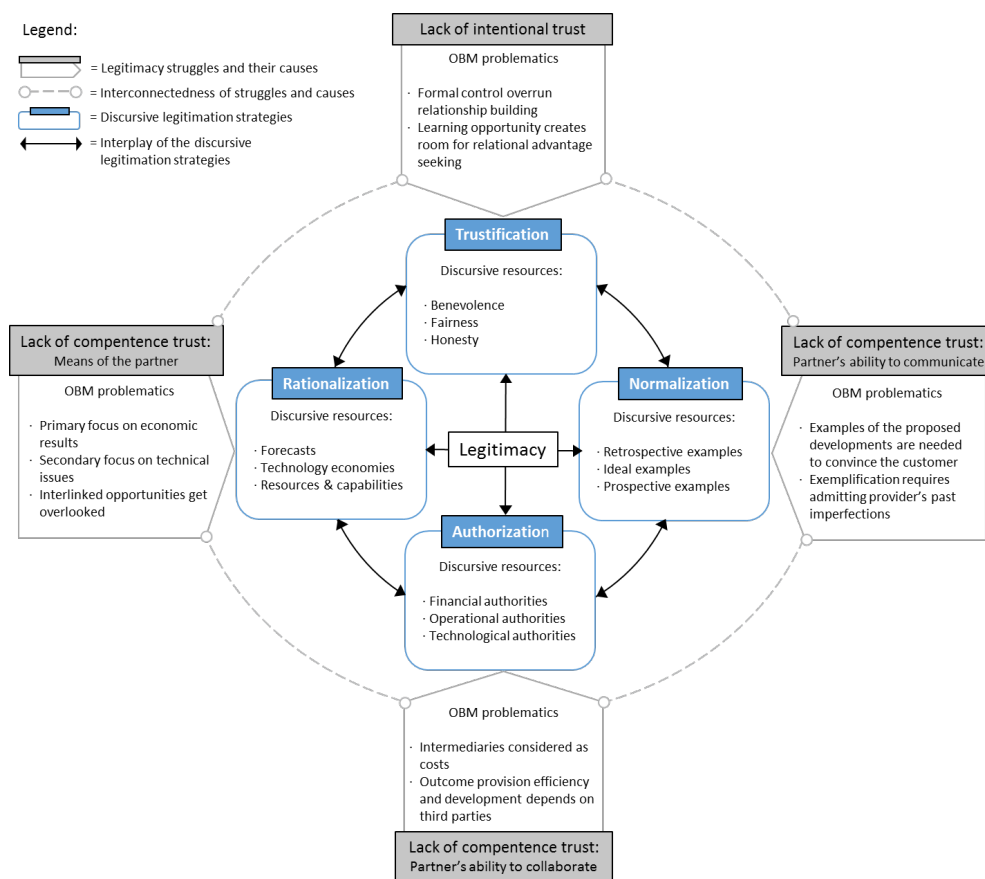 Legend:
= Legitimacy struggles and their causes
= Interconnectedness of struggles and causes
= Discursive legitimation strategies
= Interplay of the discursive
legitimation strategies
Lack of intentional trust
OBM problematics
· Formal control overrun
relationship building
· Learning opportunity creates
room for relational advantage
seeking
Trustification
Discursive resources:
· Benevolence
· Fairness
· Honesty
Lack of compentence trust:
Means of the partner
OBM problematics
· Primary focus on economic
results
· Secondary focus on technical
issues
· Interlinked opportunities get
overlooked
Rationalization
Discursive resources:
· Forecasts
· Technology economies
· Resources & capabilities
Legitimacy
Normalization
Discursive resources:
· Retrospective examples
· Ideal examples
· Prospective examples
Lack of compentence trust:
Partner's ability to communicate
OBM problematics
· Examples of the proposed
developments are needed
to convince the customer
· Exemplification requires
admitting provider's past
imperfections
Authorization
Discursive resources:
· Financial authorities
· Operational authorities
· Technological authorities
OBM problematics
· Intermediaries considered as
costs
· Outcome provision efficiency
and development depends on
third parties
Lack of compentence trust:
Partner's ability to collaborate